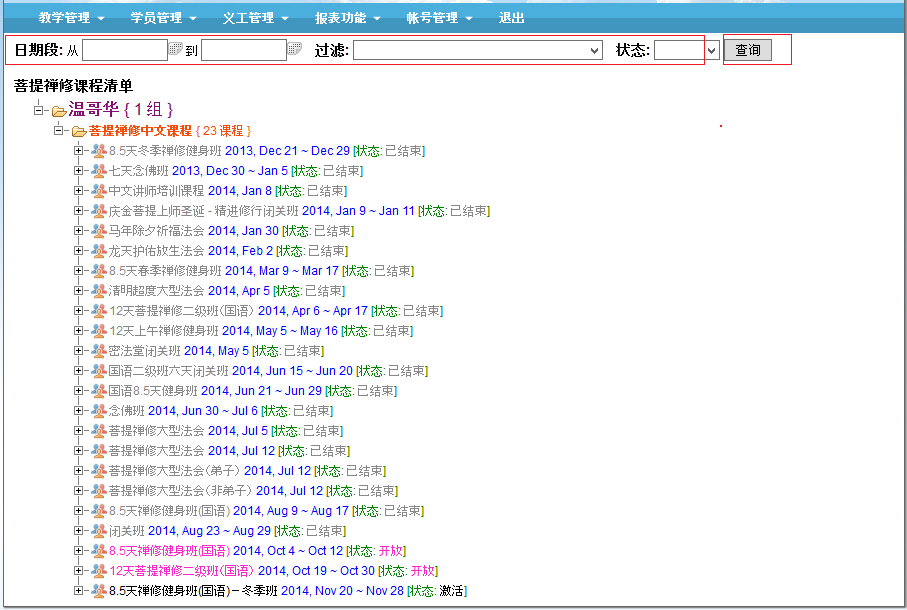 教学管理 学员管理 义工管理 报表功能 帐号管理 退出
日期段: 从 到 过滤: 状态: 查询
菩提禅修课程清单
温哥华 { 1 组 }
菩提禅修中文课程 { 23 课程 }
8.5天冬季禅修健身班 2013, Dec 21 ~ Dec 29 [状态: 已结束]
七天念佛班 2013, Dec 30 ~ Jan 5 [状态: 已结束]
中文讲师培训课程 2014, Jan 8 [状态: 已结束]
庆金菩提上师圣诞 - 精进修行闭关班 2014, Jan 9 ~ Jan 11 [状态: 已结束]
马年除夕祈福法会 2014, Jan 30 [状态: 已结束]
龙天护佑放生法会 2014, Feb 2 [状态: 已结束]
8.5天春季禅修健身班 2014, Mar 9 ~ Mar 17 [状态: 已结束]
清明超度大型法会 2014, Apr 5 [状态: 已结束]
12天菩提禅修二级班(国语) 2014, Apr 6 ~ Apr 17 [状态: 已结束]
12天上午禅修健身班 2014, May 5 ~ May 16 [状态: 已结束]
密法堂闭关班 2014, May 5 [状态: 已结束]
国语二级班六天闭关班 2014, Jun 15 ~ Jun 20 [状态: 已结束]
国语8.5天健身班 2014, Jun 21 ~ Jun 29 [状态: 已结束]
念佛班 2014, Jun 30 ~ Jul 6 [状态: 已结束]
菩提禅修大型法会 2014, Jul 5 [状态: 已结束]
菩提禅修大型法会 2014, Jul 12 [状态: 已结束]
菩提禅修大型法会(弟子) 2014, Jul 12 [状态: 已结束]
菩提禅修大型法会(非弟子) 2014, Jul 12 [状态: 已结束]
8.5天禅修健身班(国语) 2014, Aug 9 ~ Aug 17 [状态: 已结束]
闭关班 2014, Aug 23 ~ Aug 29 [状态: 已结束]
8.5天禅修健身班(国语) 2014, Oct 4 ~ Oct 12 [状态: 开放]
12天菩提禅修二级班(国语) 2014, Oct 19 ~ Oct 30 [状态: 开放]
8.5天禅修健身班(国语) – 冬季班 2014, Nov 20 ~ Nov 28 [状态: 激活]